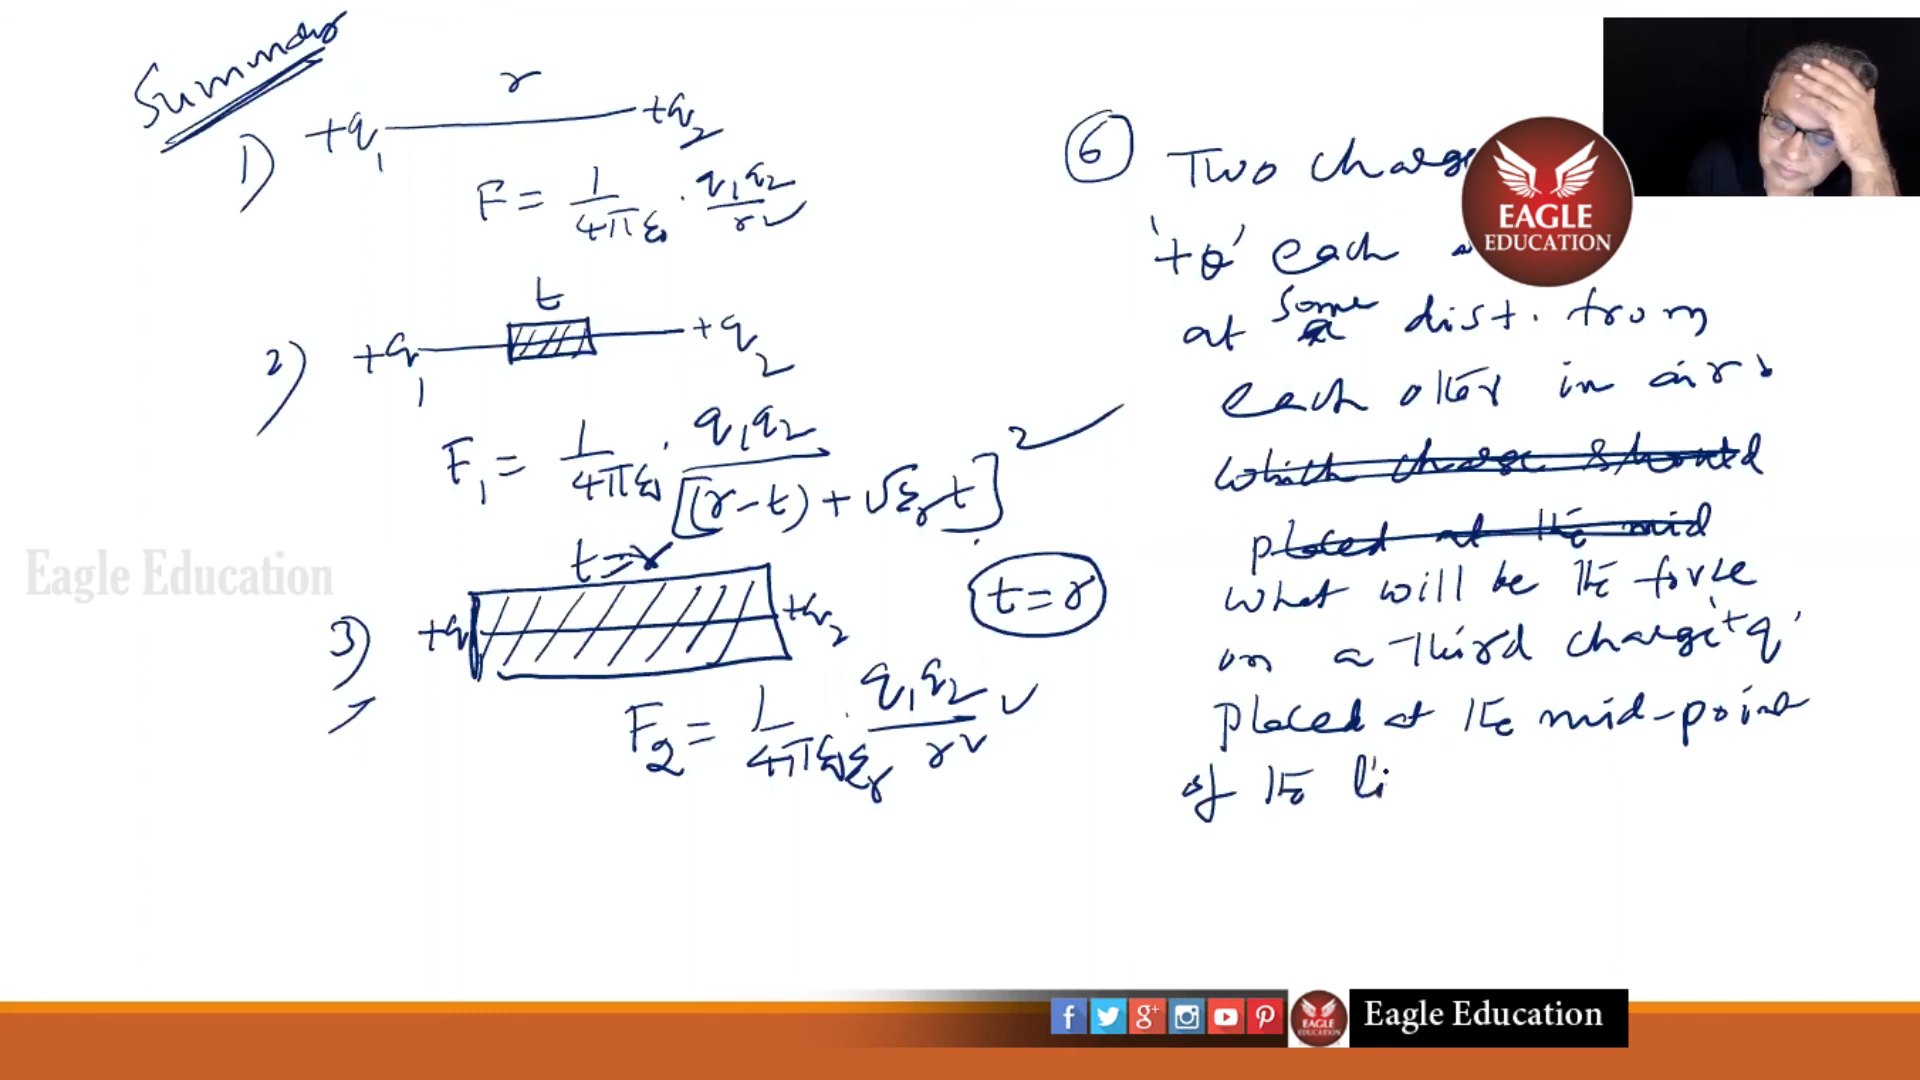 Summary
1) +q₁ r +q₂
F = 1/4πε₀ · q₁q₂/r²
2) +q₁ t +q₂
F₁ = 1/4πε₀ · q₁q₂/[(r-t) + √εᵣ t]²
t = r
3) +q₁ +q₂
t = r
F₂ = 1/4πε₀εᵣ · q₁q₂/r²
6 Two charges
'+Q' each
at some dist. from
each other in air,
which charge should
placed at the mid
What will be the force
on a third charge '+q'
placed at the mid-point
of the li
EAGLE
EDUCATION
Eagle Education
EAGLE
EDUCATION
Eagle Education